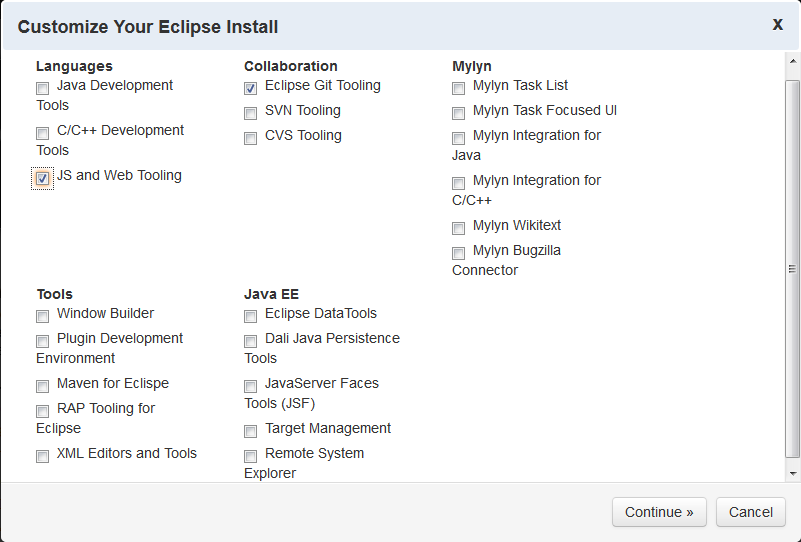 Customize Your Eclipse Install
X
Languages
Java Development
Tools
C/C++ Development
Tools
JS and Web Tooling
Collaboration
Eclipse Git Tooling
SVN Tooling
CVS Tooling
Mylyn
Mylyn Task List
Mylyn Task Focused UI
Mylyn Integration for
Java
Mylyn Integration for
C/C++
Mylyn Wikitext
Mylyn Bugzilla
Connector
Tools
Window Builder
Plugin Development
Environment
Maven for Eclispe
RAP Tooling for
Eclipse
XML Editors and Tools
Java EE
Eclipse DataTools
Dali Java Persistence
Tools
JavaServer Faces
Tools (JSF)
Target Management
Remote System
Explorer
Continue »
Cancel